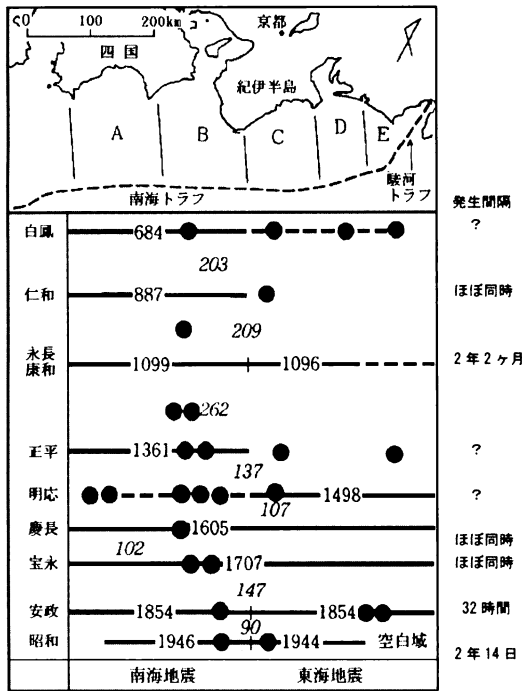 0 100 200km
京都
四国
紀伊半島
A B C D E
南海トラフ
駿河
トラフ
発生間隔
白鳳 684 ?
203
仁和 887 ほぼ同時
209
永長
康和 1099 1096 2年2ヶ月
262
正平 1361 ?
137
明応 1498 ?
107
慶長 1605 ほぼ同時
102
宝永 1707 ほぼ同時
147
安政 1854 1854 32時間
90
昭和 1946 1944 空白域 2年14日
南海地震 東海地震